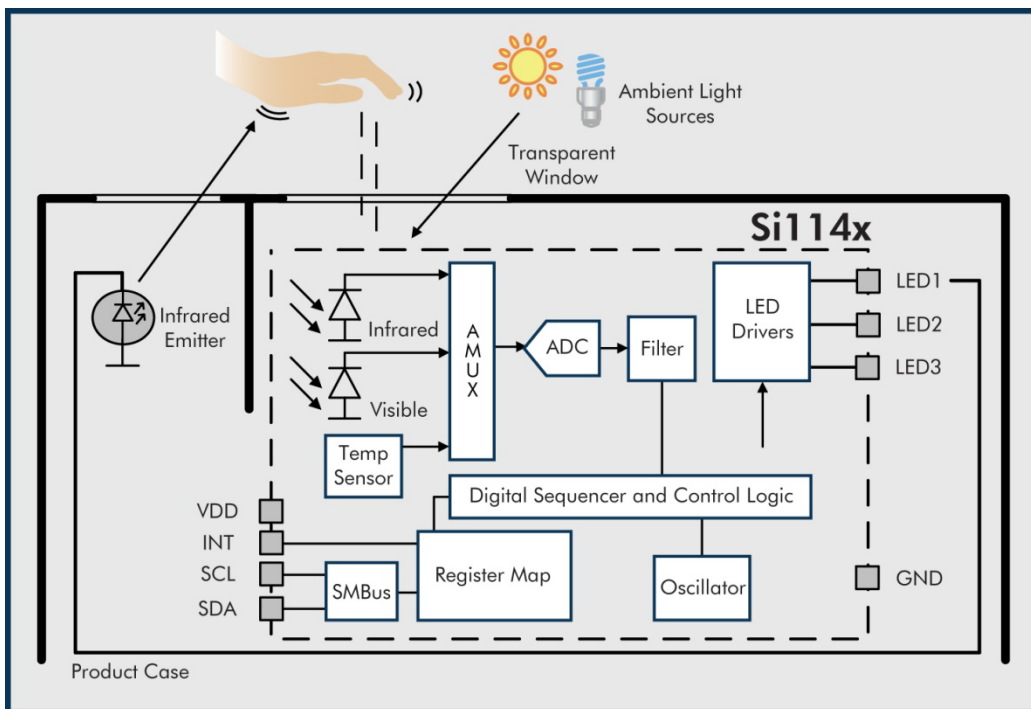 Ambient Light
Sources
Transparent
Window
Si114x
Infrared
Emitter
Infrared
Visible
Temp
Sensor
AMUX
ADC
Filter
LED
Drivers
LED1
LED2
LED3
Digital Sequencer and Control Logic
VDD
INT
SCL
SDA
SMBus
Register Map
Oscillator
GND
Product Case